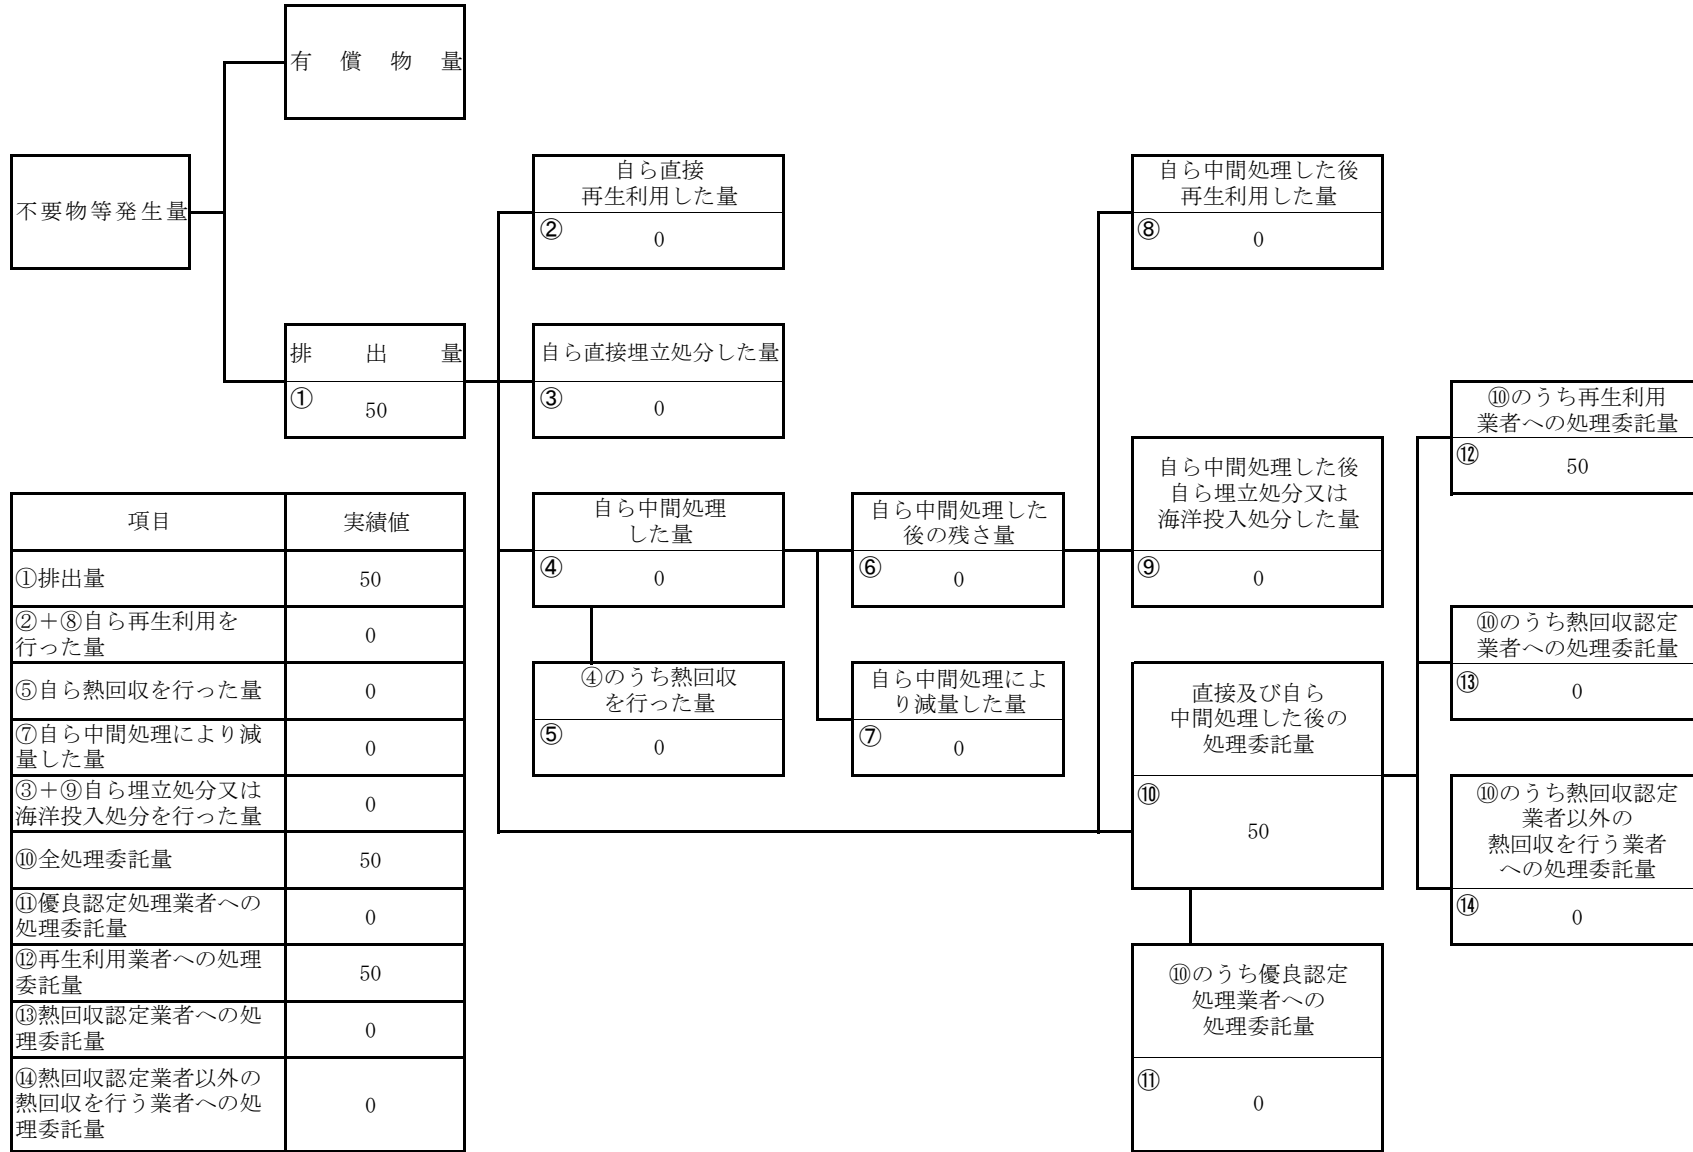 有償物量
不要物等発生量
自ら直接
再生利用した量
②
0
自ら中間処理した後
再生利用した量
⑧
0
排出量
①
50
自ら直接埋立処分した量
③
0
⑩のうち再生利用
業者への処理委託量
⑫
50
自ら中間処理した後
自ら埋立処分又は
海洋投入処分した量
⑨
0
自ら中間処理
した量
④
0
自ら中間処理した
後の残さ量
⑥
0
⑩のうち熱回収認定
業者への処理委託量
⑬
0
④のうち熱回収
を行った量
⑤
0
自ら中間処理によ
り減量した量
⑦
0
直接及び自ら
中間処理した後の
処理委託量
⑩
50
⑩のうち熱回収認定
業者以外の
熱回収を行う業者
への処理委託量
⑭
0
⑩のうち優良認定
処理業者への
処理委託量
⑪
0
項目 実績値
①排出量 50
②＋⑧自ら再生利用を
行った量 0
⑤自ら熱回収を行った量 0
⑦自ら中間処理により減
量した量 0
③＋⑨自ら埋立処分又は
海洋投入処分を行った量 0
⑩全処理委託量 50
⑪優良認定処理業者への
処理委託量 0
⑫再生利用業者への処理
委託量 50
⑬熱回収認定業者への処
理委託量 0
⑭熱回収認定業者以外の
熱回収を行う業者への処
理委託量 0